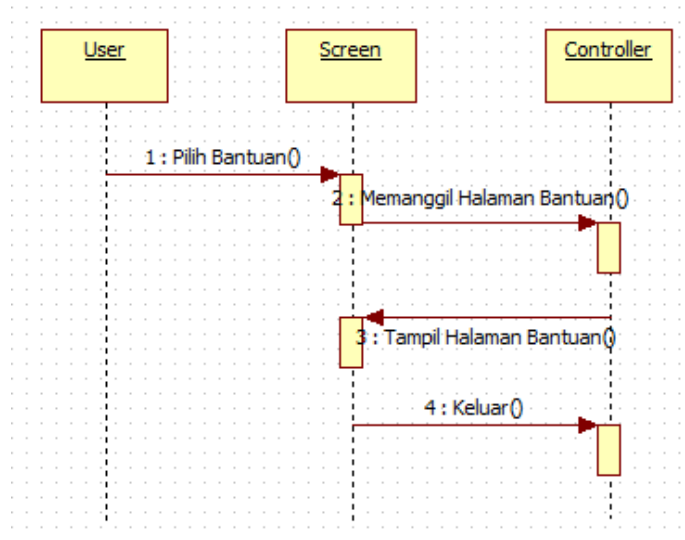 User
Screen
Controller
1 : Pilih Bantuan()
2 : Memanggil Halaman Bantuan()
3 : Tampil Halaman Bantuan()
4 : Keluar()